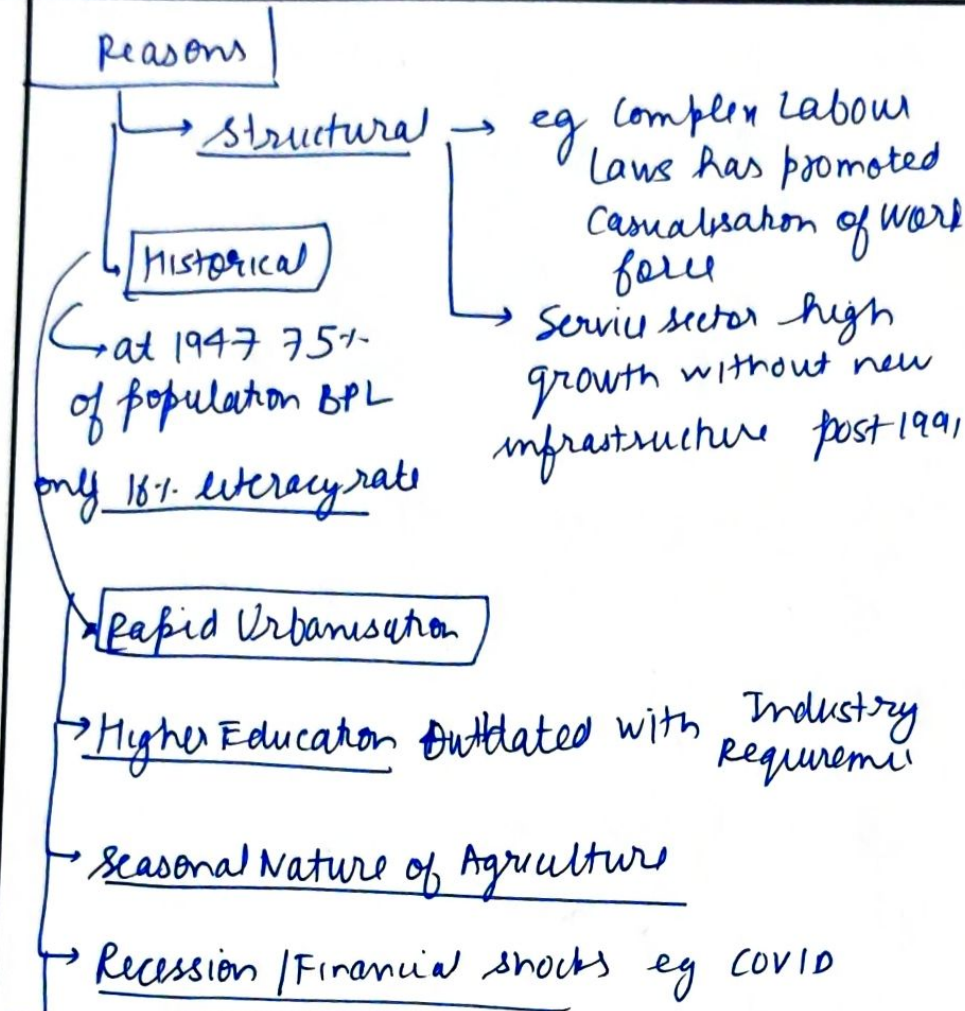 Reasons
Structural → eg Complex Labour
Laws has promoted
Casualisation of work
force
Service sector high
growth without new
infrastructure post 1991
Historical
at 1947 75%
of population BPL
only 18% literacy rate
Rapid Urbanisation
Higher Education Outdated with Industry
Requirem
Seasonal Nature of Agriculture
Recession / Financial shocks eg COVID